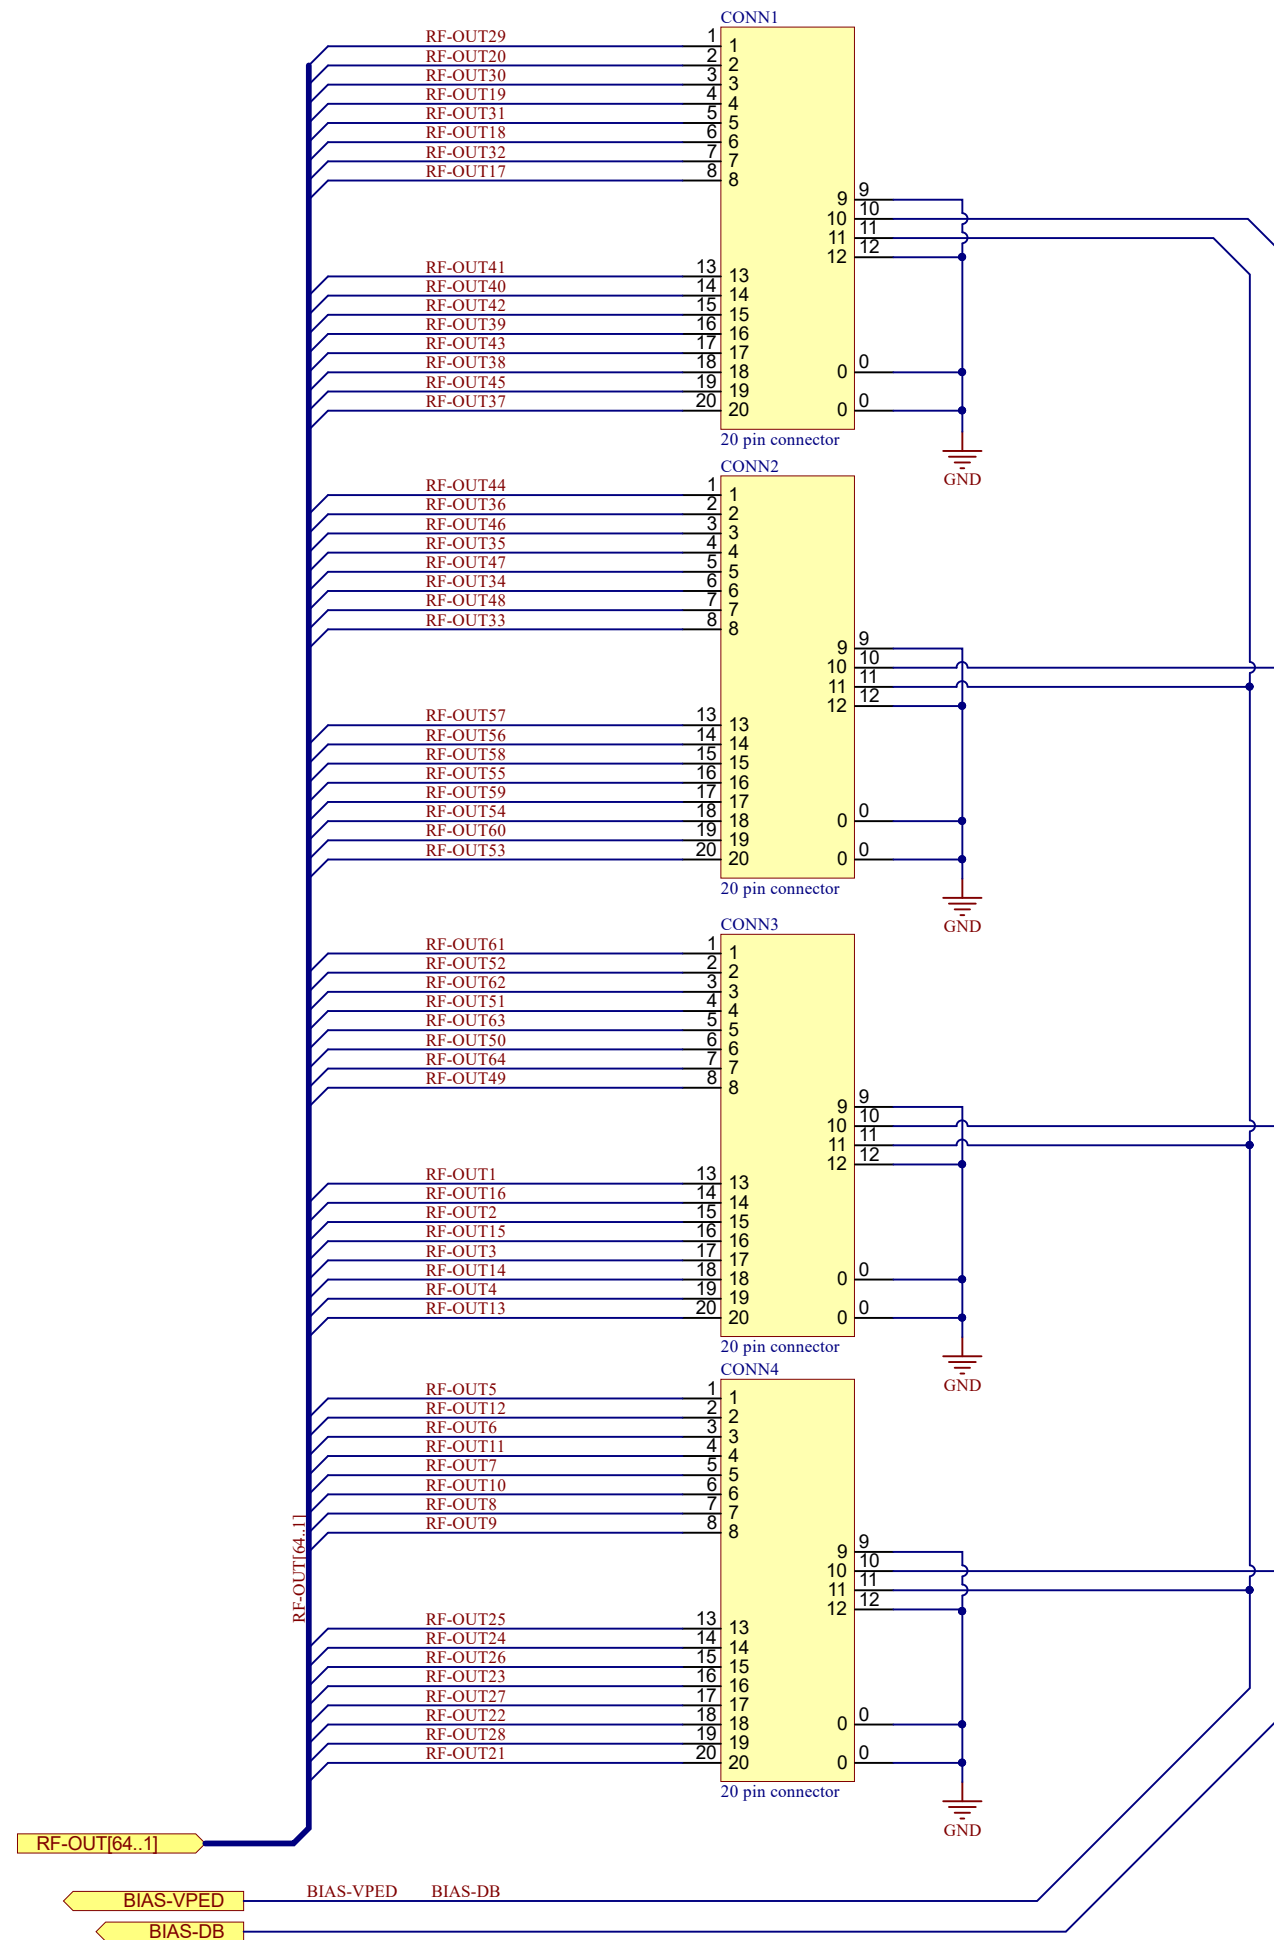 CONN1
RF-OUT29 1 1
RF-OUT20 2 2
RF-OUT30 3 3
RF-OUT19 4 4
RF-OUT31 5 5
RF-OUT18 6 6
RF-OUT32 7 7
RF-OUT17 8 8
9 9
10 10
11 11
12 12
RF-OUT41 13 13
RF-OUT40 14 14
RF-OUT42 15 15
RF-OUT39 16 16
RF-OUT43 17 17
RF-OUT38 18 18 0 0
RF-OUT45 19 19
RF-OUT37 20 20 0 0
20 pin connector
GND
CONN2
RF-OUT44 1 1
RF-OUT36 2 2
RF-OUT46 3 3
RF-OUT35 4 4
RF-OUT47 5 5
RF-OUT34 6 6
RF-OUT48 7 7
RF-OUT33 8 8
9 9
10 10
11 11
12 12
RF-OUT57 13 13
RF-OUT56 14 14
RF-OUT58 15 15
RF-OUT55 16 16
RF-OUT59 17 17
RF-OUT54 18 18 0 0
RF-OUT60 19 19
RF-OUT53 20 20 0 0
20 pin connector
GND
CONN3
RF-OUT61 1 1
RF-OUT52 2 2
RF-OUT62 3 3
RF-OUT51 4 4
RF-OUT63 5 5
RF-OUT50 6 6
RF-OUT64 7 7
RF-OUT49 8 8
9 9
10 10
11 11
12 12
RF-OUT1 13 13
RF-OUT16 14 14
RF-OUT2 15 15
RF-OUT15 16 16
RF-OUT3 17 17
RF-OUT14 18 18 0 0
RF-OUT4 19 19
RF-OUT13 20 20 0 0
20 pin connector
GND
CONN4
RF-OUT5 1 1
RF-OUT12 2 2
RF-OUT6 3 3
RF-OUT11 4 4
RF-OUT7 5 5
RF-OUT10 6 6
RF-OUT8 7 7
RF-OUT9 8 8
9 9
10 10
11 11
12 12
RF-OUT[64..1]
RF-OUT25 13 13
RF-OUT24 14 14
RF-OUT26 15 15
RF-OUT23 16 16
RF-OUT27 17 17
RF-OUT22 18 18 0 0
RF-OUT28 19 19
RF-OUT21 20 20 0 0
20 pin connector
GND
RF-OUT[64..1]
BIAS-VPED BIAS-VPED BIAS-DB
BIAS-DB